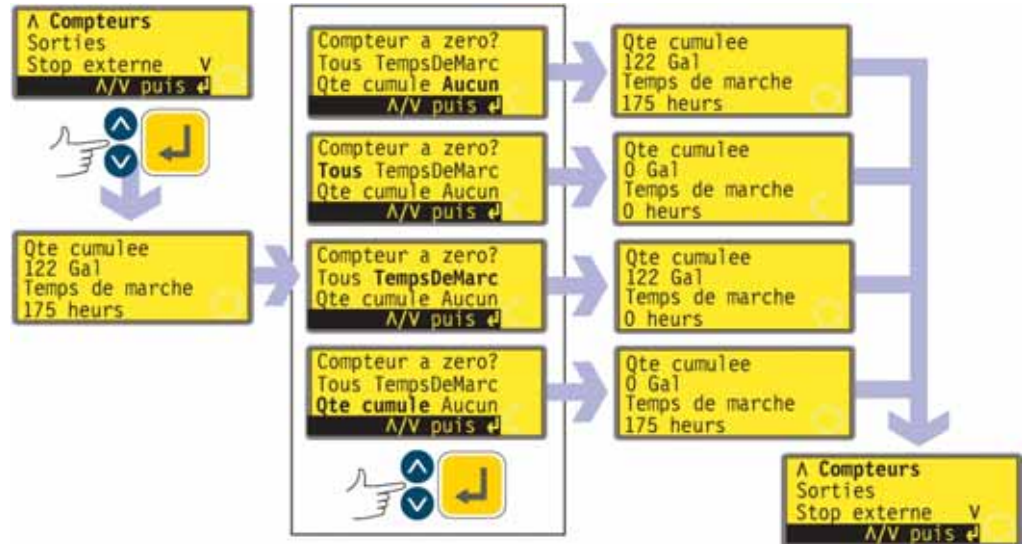 Λ Compteurs
Sorties
Stop externe V
Λ/V puis ↲
Qte cumulee
122 Gal
Temps de marche
175 heurs
Compteur a zero?
Tous TempsDeMarc
Qte cumule Aucun
Λ/V puis ↲
Compteur a zero?
Tous TempsDeMarc
Qte cumule Aucun
Λ/V puis ↲
Compteur a zero?
Tous TempsDeMarc
Qte cumule Aucun
Λ/V puis ↲
Compteur a zero?
Tous TempsDeMarc
Qte cumule Aucun
Λ/V puis ↲
Qte cumulee
122 Gal
Temps de marche
175 heurs
Qte cumulee
0 Gal
Temps de marche
0 heurs
Qte cumulee
122 Gal
Temps de marche
0 heurs
Qte cumulee
0 Gal
Temps de marche
175 heurs
Λ Compteurs
Sorties
Stop externe V
Λ/V puis ↲